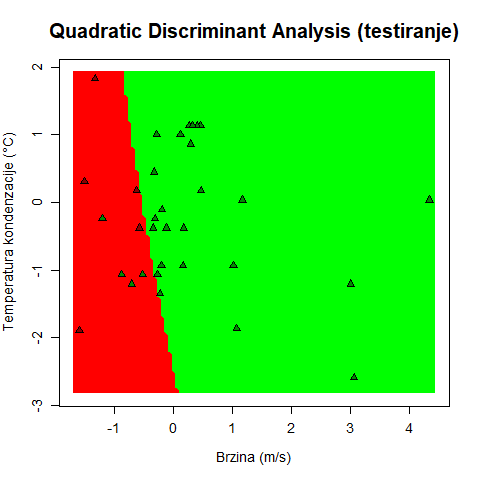 Quadratic Discriminant Analysis (testiranje)
Temperatura kondenzacije (°C)
2
1
0
-1
-2
-3
-1 0 1 2 3 4
Brzina (m/s)